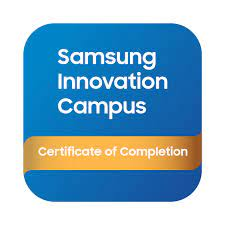 Samsung
Innovation
Campus
Certificate of Completion